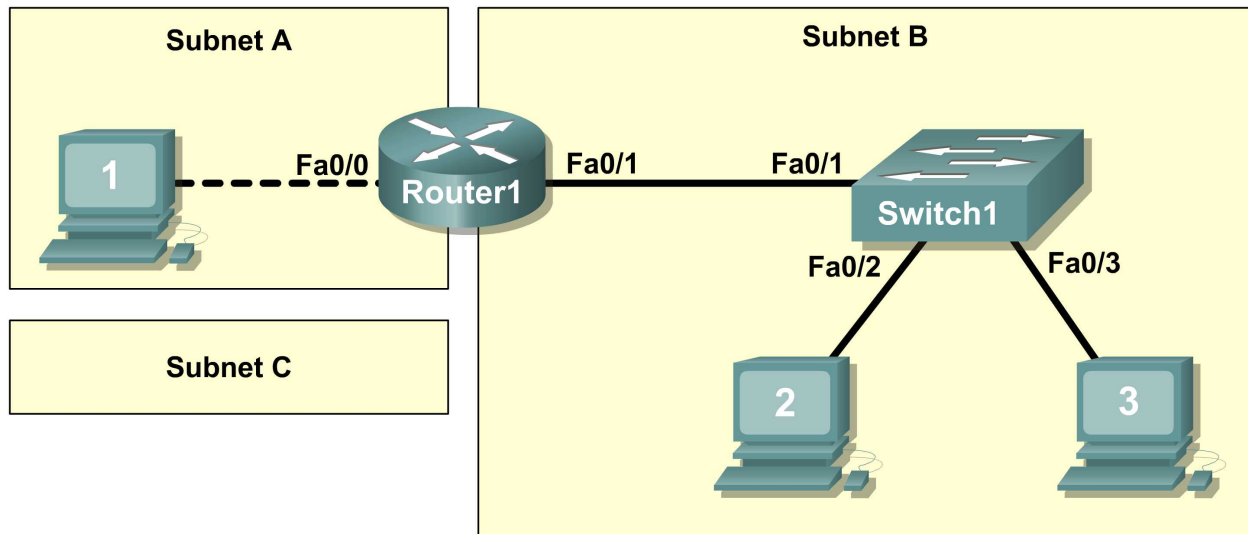 Subnet A
Subnet B
1
Fa0/0
Router1
Fa0/1
Fa0/1
Switch1
Fa0/2
Fa0/3
Subnet C
2
3